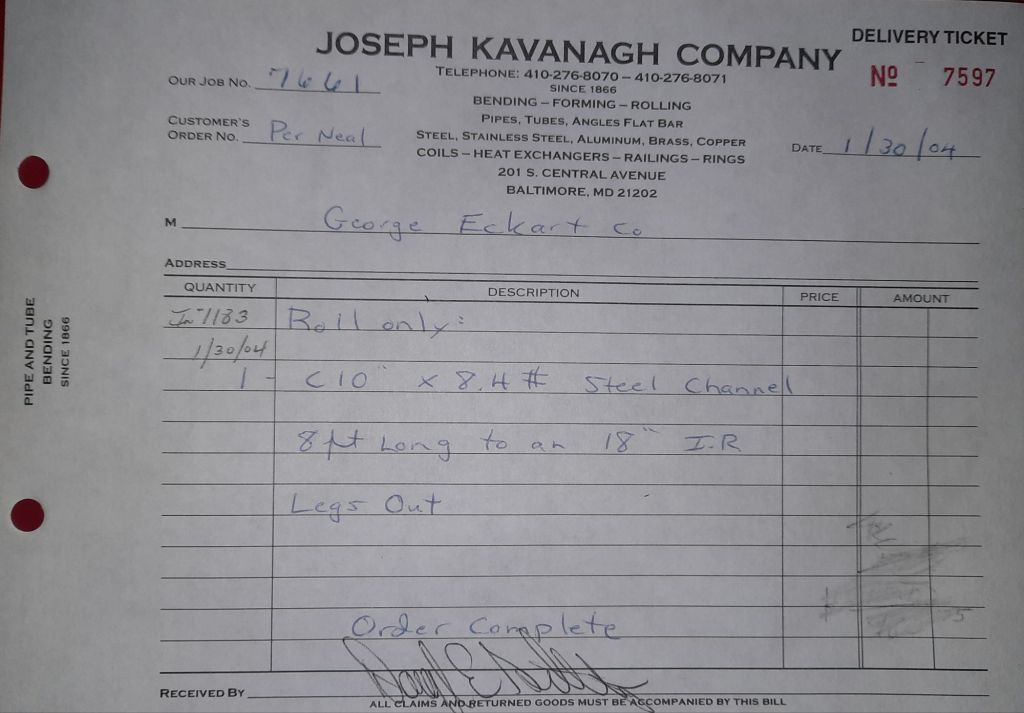 DELIVERY TICKET
JOSEPH KAVANAGH COMPANY
Nº 7597
TELEPHONE: 410-276-8070 – 410-276-8071
SINCE 1866
OUR JOB NO. 7661
BENDING – FORMING – ROLLING
PIPES, TUBES, ANGLES FLAT BAR
CUSTOMER'S
ORDER NO. Per Neal
STEEL, STAINLESS STEEL, ALUMINUM, BRASS, COPPER
COILS – HEAT EXCHANGERS – RAILINGS – RINGS
DATE 1/30/04
201 S. CENTRAL AVENUE
BALTIMORE, MD 21202
M George Eckart Co
ADDRESS
QUANTITY DESCRIPTION PRICE AMOUNT
1183 Roll only:
1/30/04
1 - C10" x 8.4# Steel Channel
8ft Long to an 18" I.R
Legs Out
Order Complete
RECEIVED BY
ALL CLAIMS AND RETURNED GOODS MUST BE ACCOMPANIED BY THIS BILL
PIPE AND TUBE
BENDING
SINCE 1866